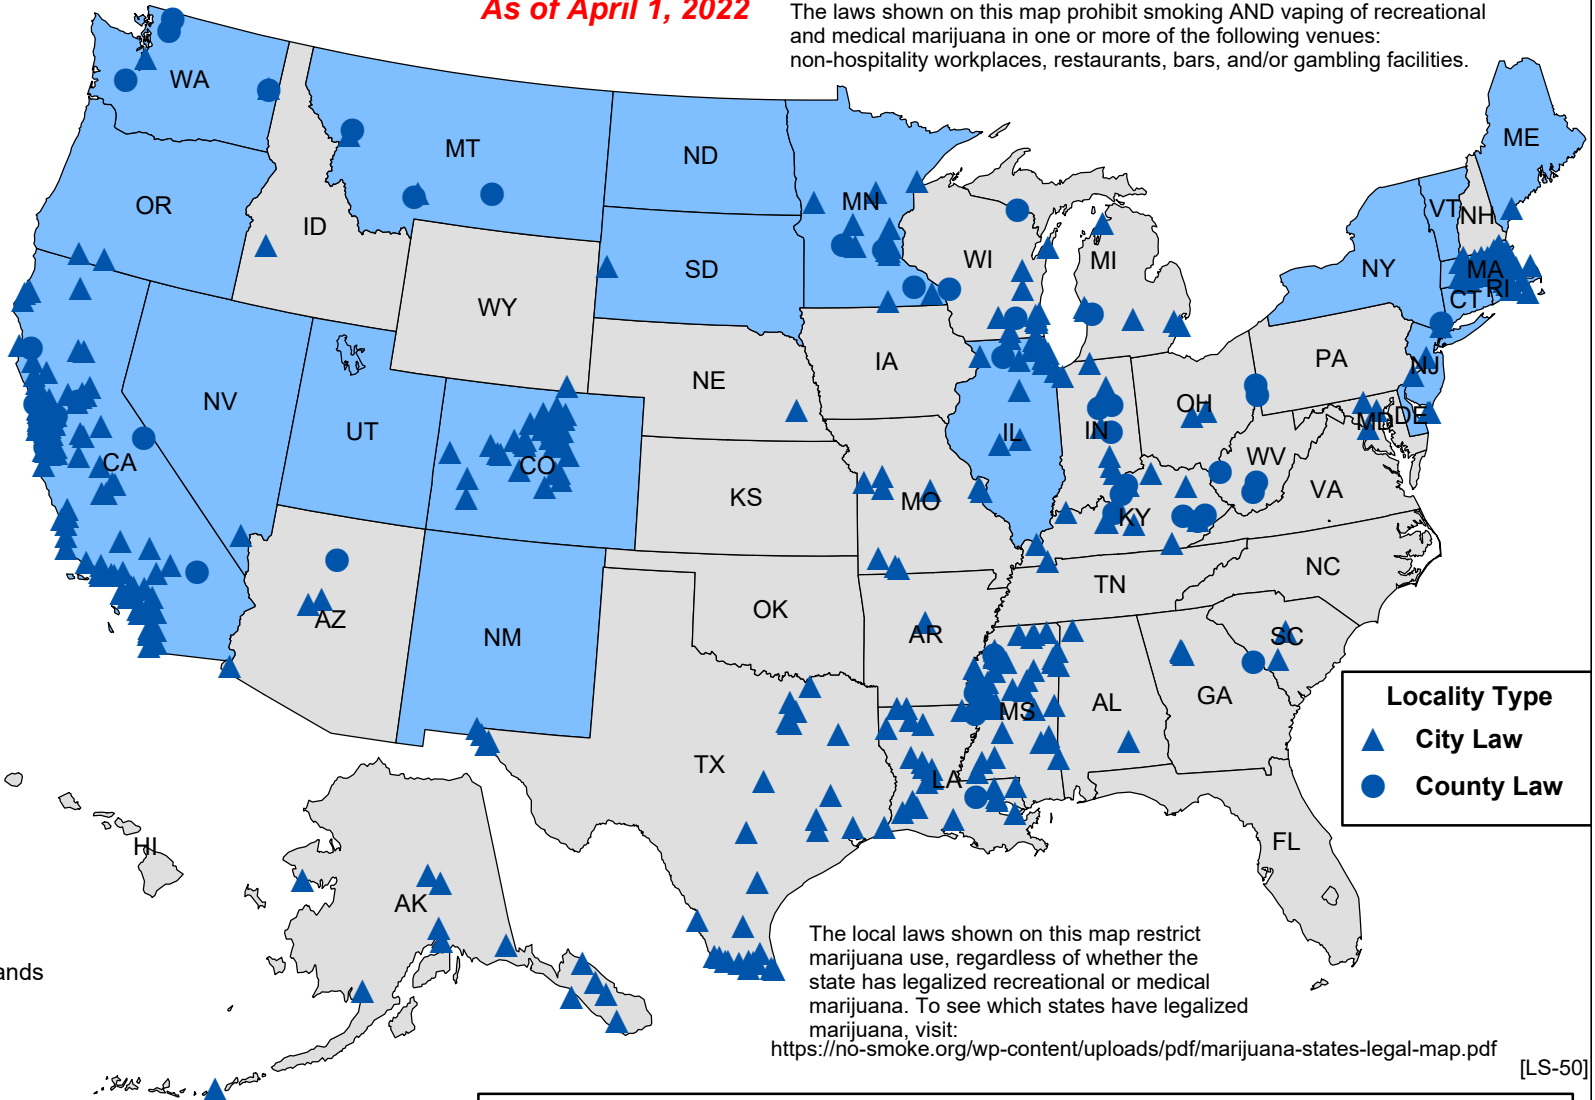 As of April 1, 2022
The laws shown on this map prohibit smoking AND vaping of recreational
and medical marijuana in one or more of the following venues:
non-hospitality workplaces, restaurants, bars, and/or gambling facilities.
WA
MT
ND
MN
ME
OR
ID
VT
NH
WI
MI
NY
SD
MA
RI
CT
WY
IA
PA
NJ
NE
NV
OH
MD
DE
UT
IL
IN
CA
CO
WV
KS
MO
VA
KY
NC
TN
AZ
OK
NM
AR
SC
GA
AL
MS
TX
LA
FL
HI
AK
Locality Type
City Law
County Law
ands
The local laws shown on this map restrict
marijuana use, regardless of whether the
state has legalized recreational or medical
marijuana. To see which states have legalized
marijuana, visit:
https://no-smoke.org/wp-content/uploads/pdf/marijuana-states-legal-map.pdf
[LS-50]